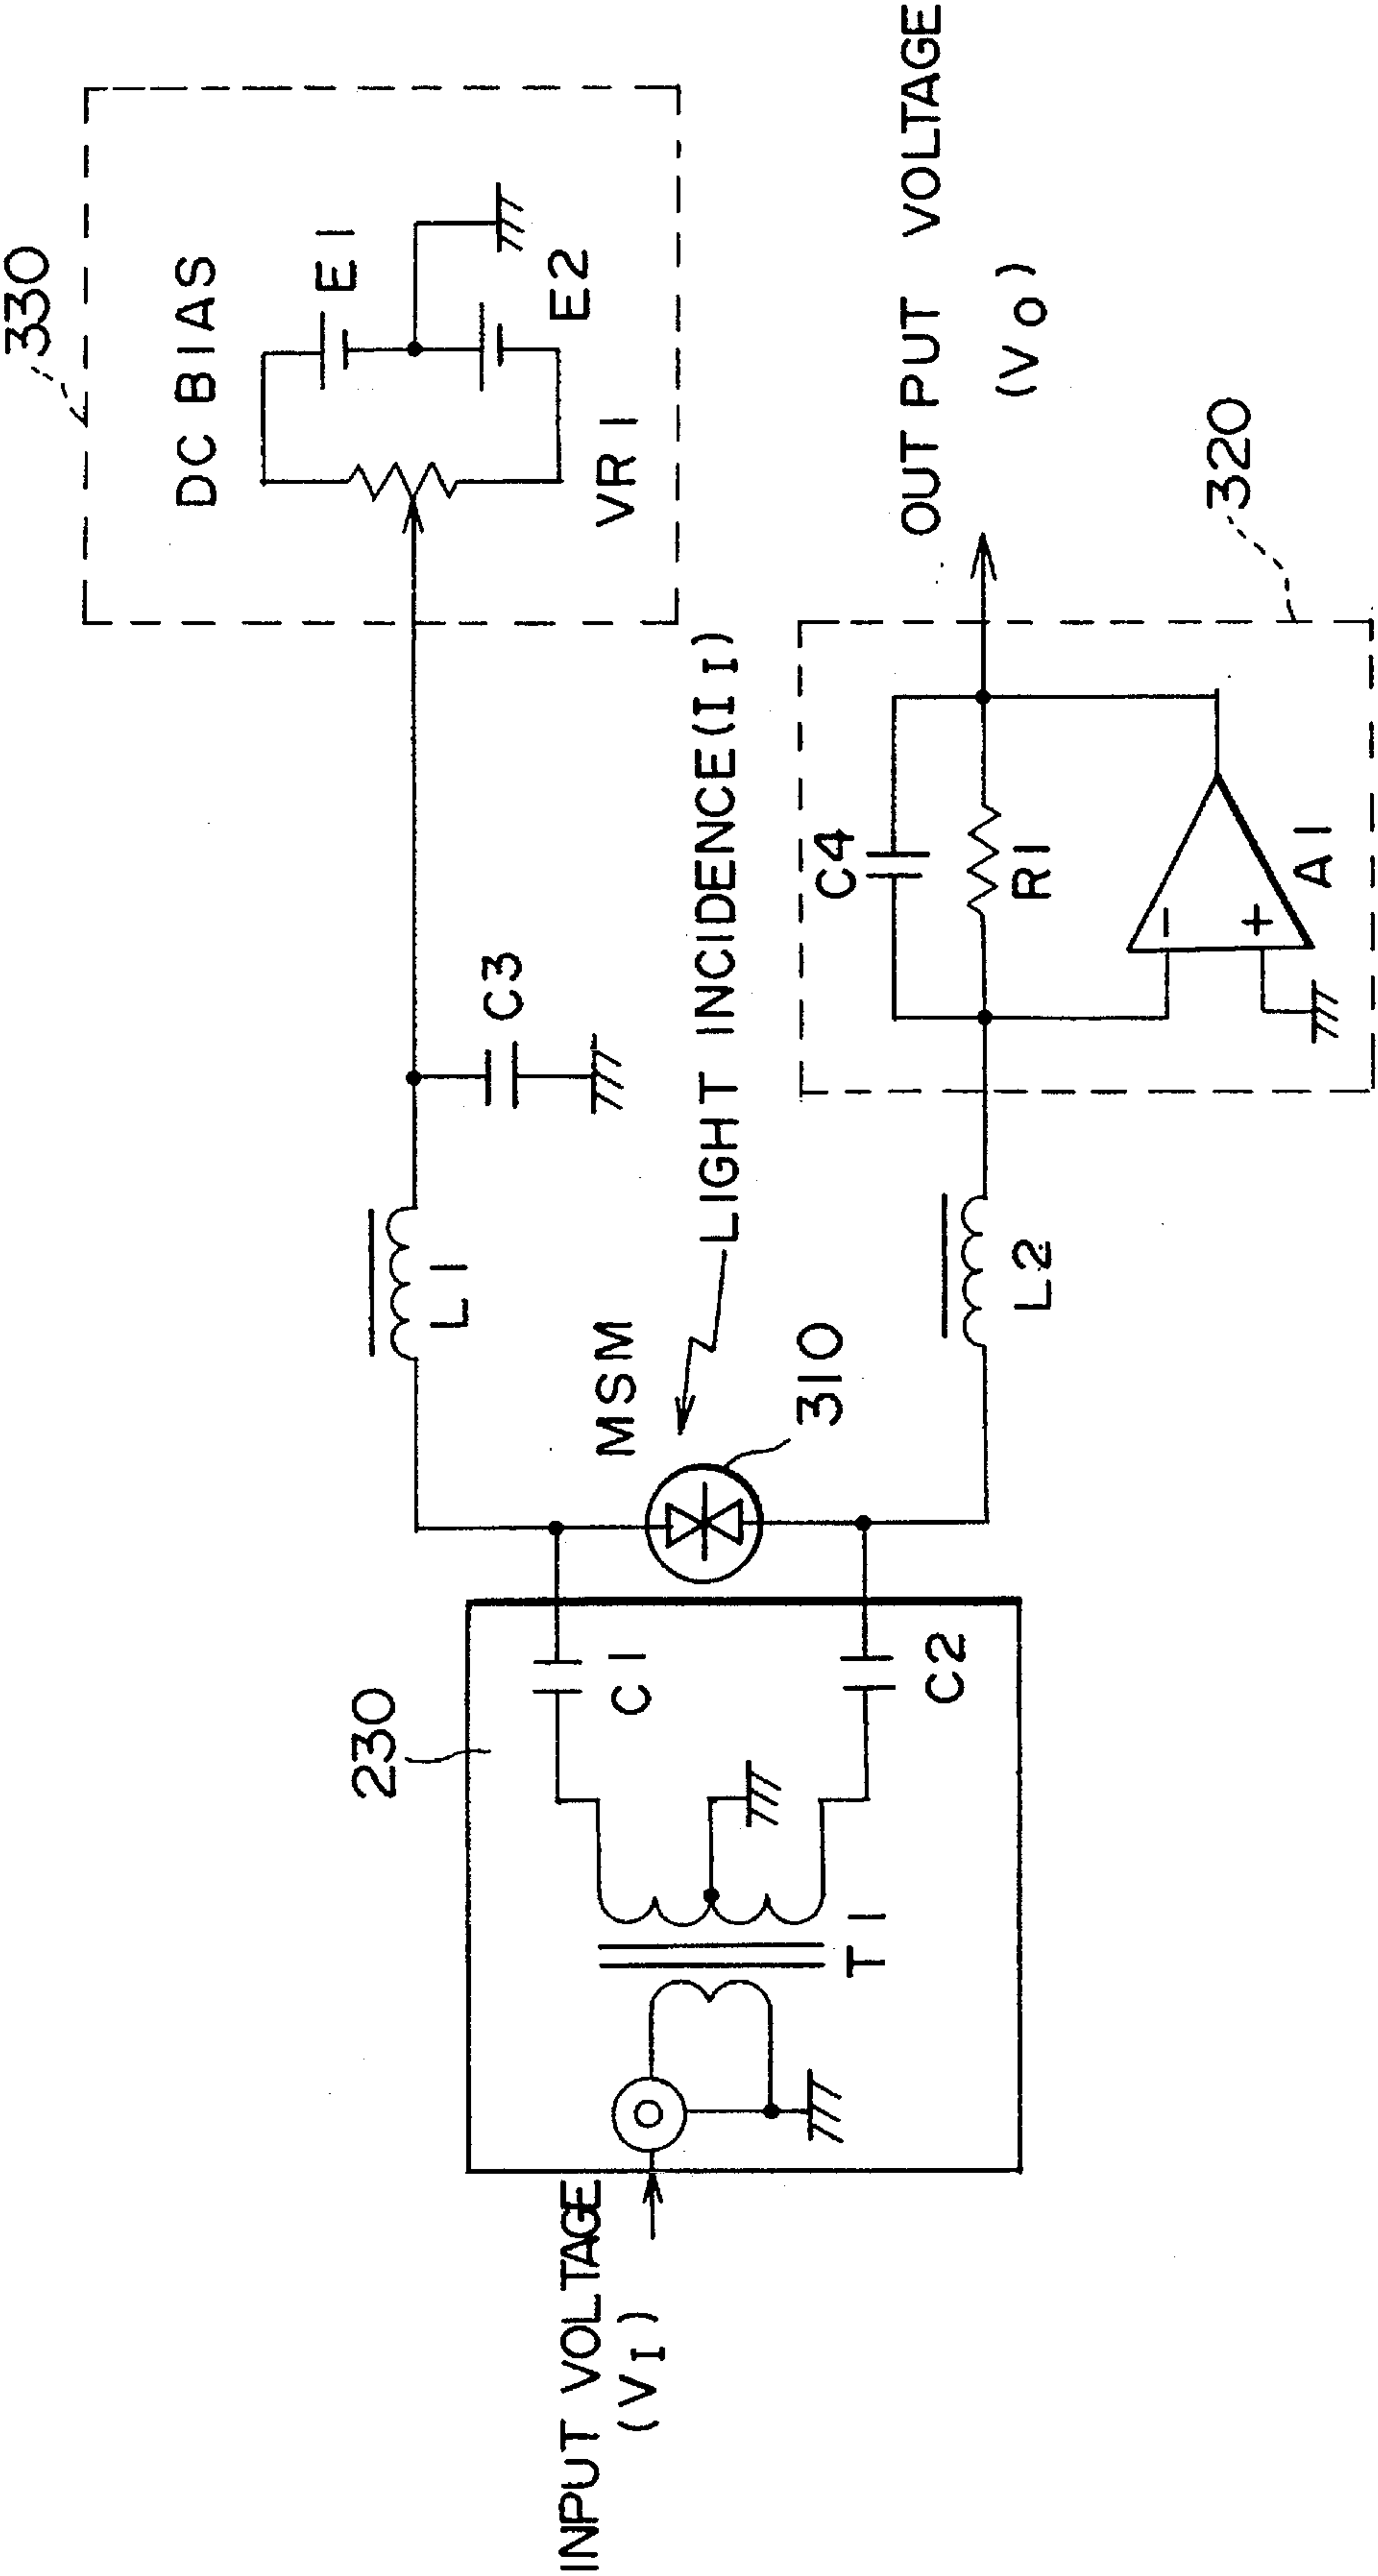 330
DC BIAS
E1
E2
VR1
C3
L1
MSM
LIGHT INCIDENCE(II)
310
230
C1
C2
T1
INPUT VOLTAGE
(VI)
L2
C4
R1
A1
-
+
320
OUT PUT VOLTAGE
(VO)